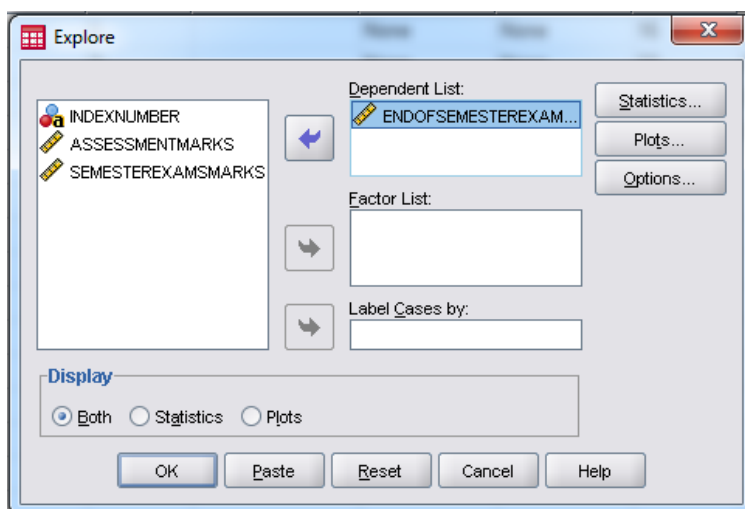 Explore
Dependent List:
INDEXNUMBER
ASSESSMENTMARKS
SEMESTEREXAMSMARKS
ENDOFSEMESTEREXAM...
Statistics...
Plots...
Options...
Factor List:
Label Cases by:
Display
Both Statistics Plots
OK Paste Reset Cancel Help